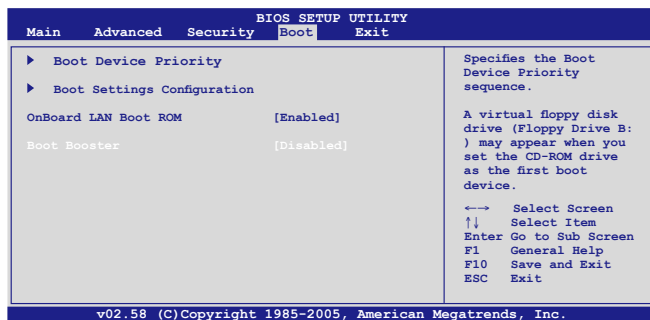 BIOS SETUP UTILITY
Main Advanced Security Boot Exit
Boot Device Priority
Boot Settings Configuration
OnBoard LAN Boot ROM [Enabled]
Boot Booster [Disabled]
Specifies the Boot
Device Priority
sequence.
A virtual floppy disk
drive (Floppy Drive B:
) may appear when you
set the CD-ROM drive
as the first boot
device.
←→ Select Screen
↑↓ Select Item
Enter Go to Sub Screen
F1 General Help
F10 Save and Exit
ESC Exit
v02.58 (C)Copyright 1985-2005, American Megatrends, Inc.